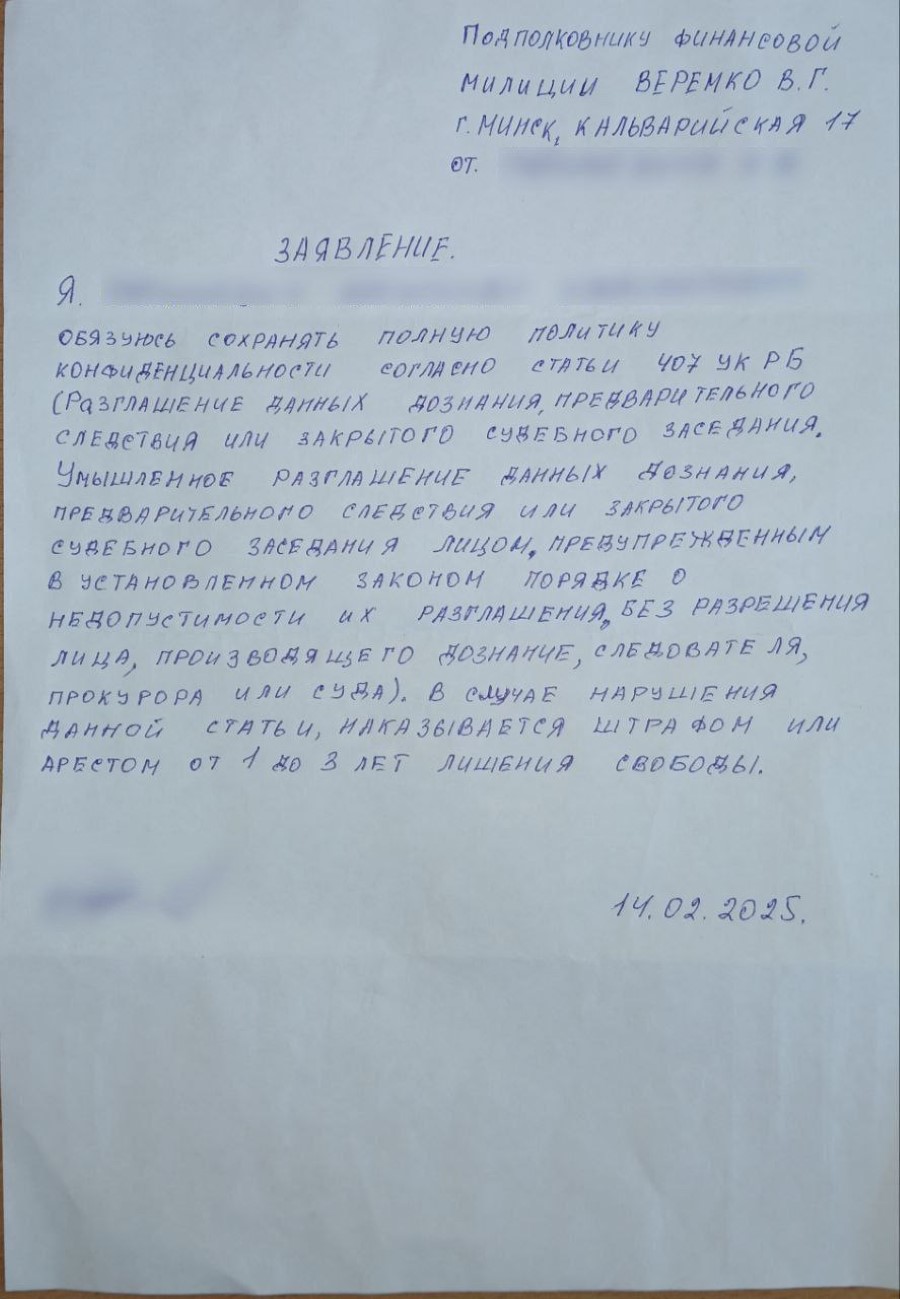 Подполковнику финансовой
милиции Веремко В.Г.
г. Минск, Кальварийская 17
от.
Заявление.
Я.
обязуюсь сохранять полную политику
конфиденциальности согласно статьи 407 УК РБ
(Разглашение данных дознания, предварительного
следствия или закрытого судебного заседания.
Умышленное разглашение данных дознания,
предварительного следствия или закрытого
судебного заседания лицом, предупрежденным
в установленном законом порядке о
недопустимости их разглашения, без разрешения
лица, производящего дознание, следователя,
прокурора или суда). В случае нарушения
данной статьи, наказывается штрафом или
арестом от 1 до 3 лет лишения свободы.
14.02.2025.